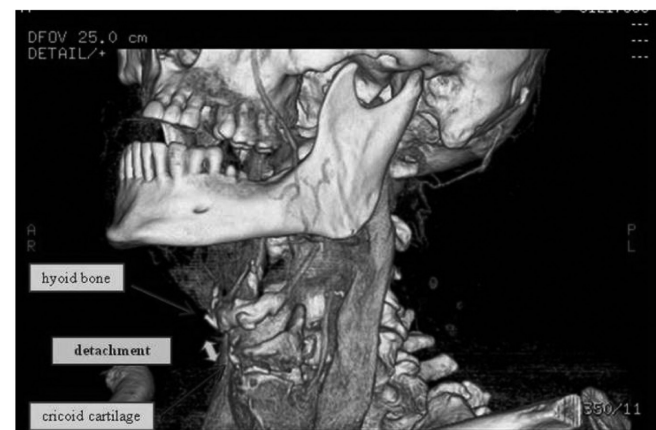 DFOV 25.0 cm
DETAIL/+
---
---
---
A
R
P
L
hyoid bone
detachment
cricoid cartilage
350/11